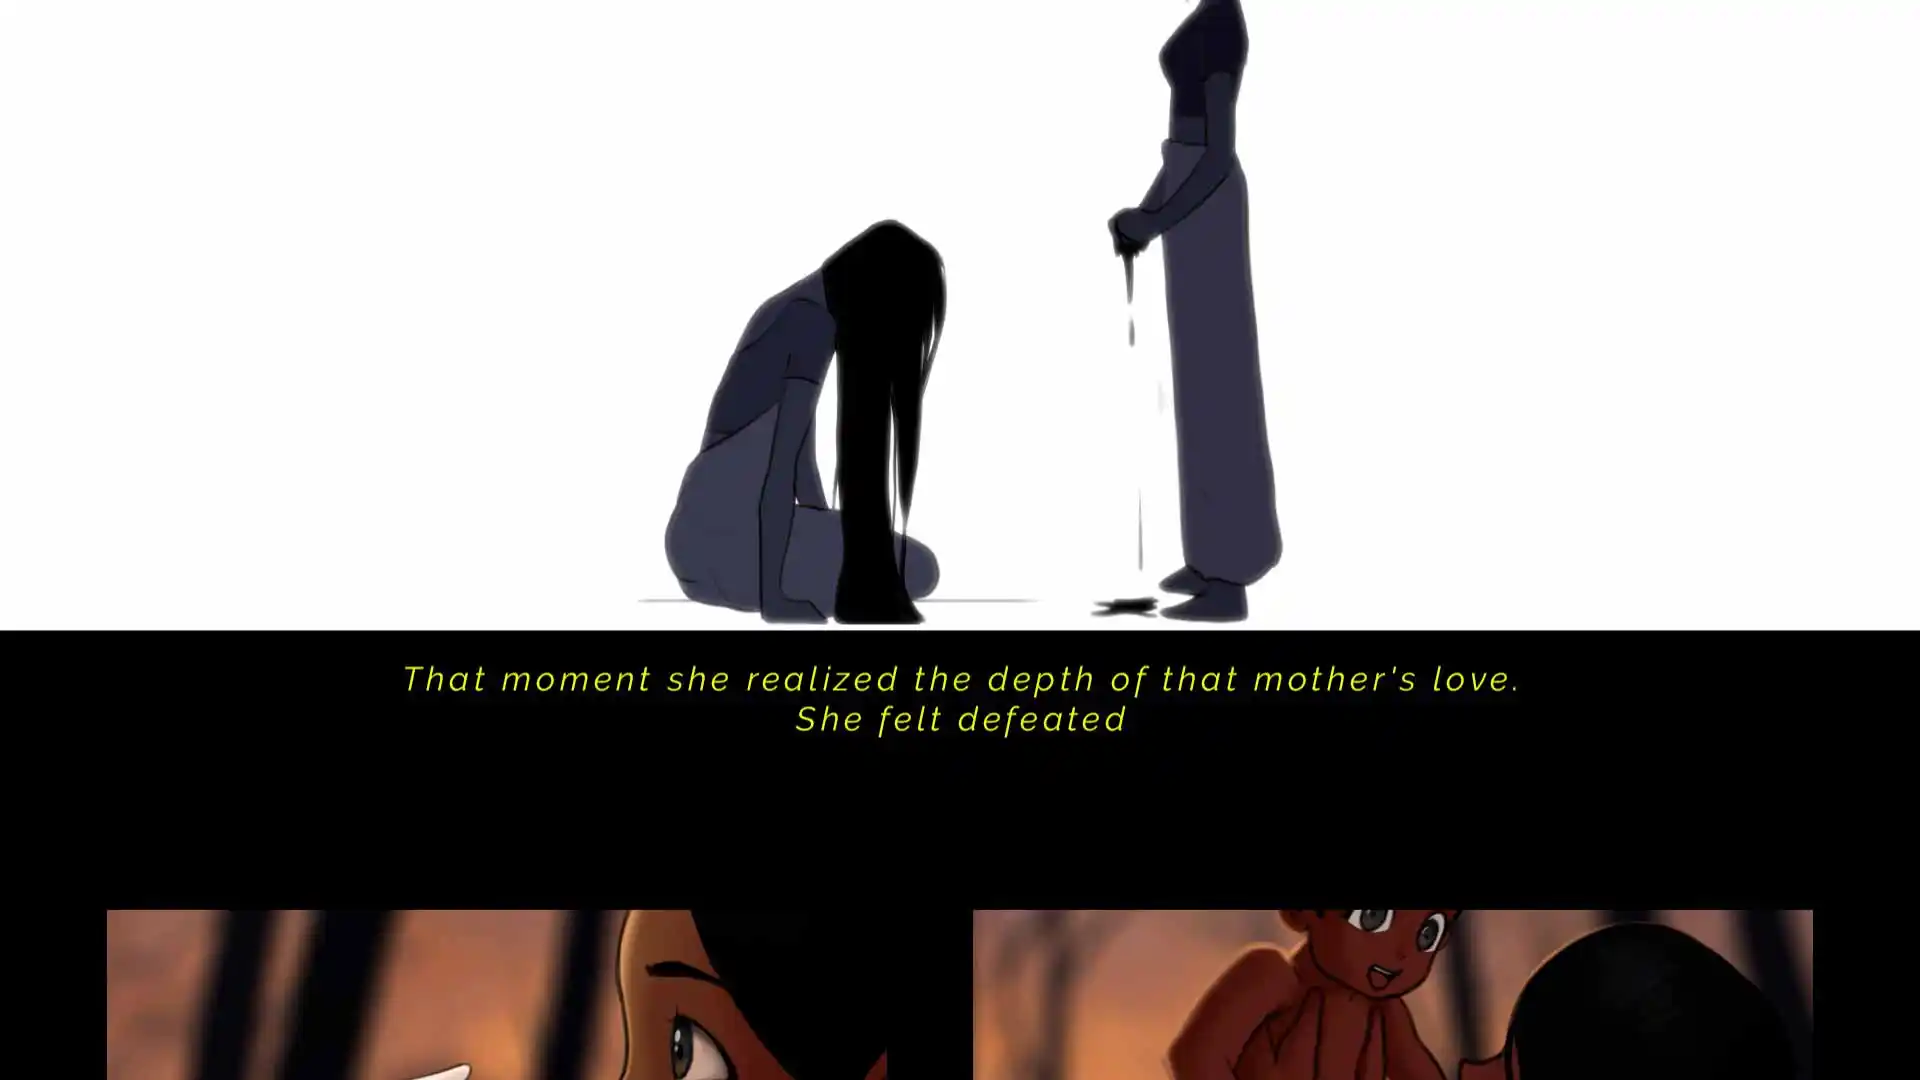 That moment she realized the depth of that mother's love.
She felt defeated